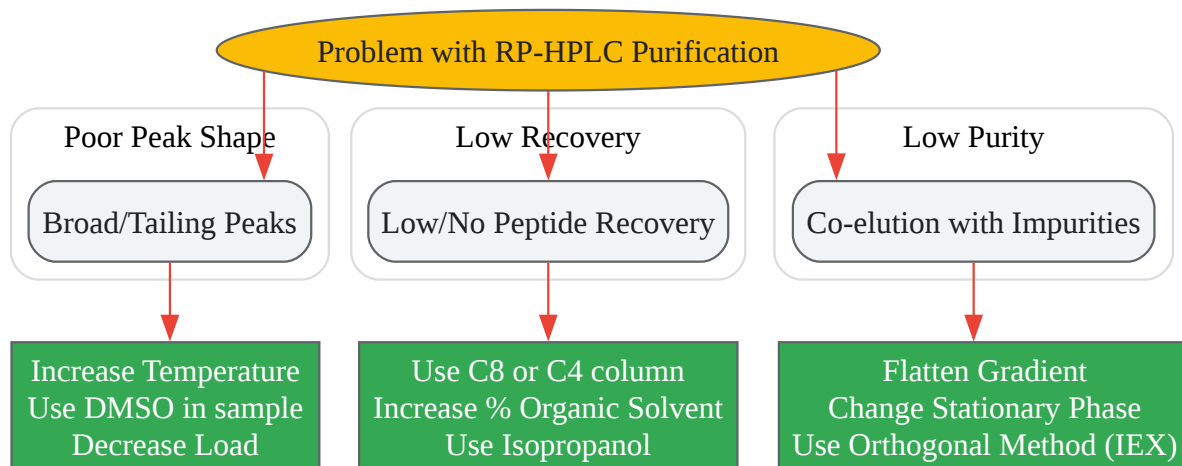 Problem with RP-HPLC Purification
Poor Peak Shape
Low Recovery
Low Purity
Broad/Tailing Peaks
Low/No Peptide Recovery
Co-elution with Impurities
Increase Temperature
Use DMSO in sample
Decrease Load
Use C8 or C4 column
Increase % Organic Solvent
Use Isopropanol
Flatten Gradient
Change Stationary Phase
Use Orthogonal Method (IEX)